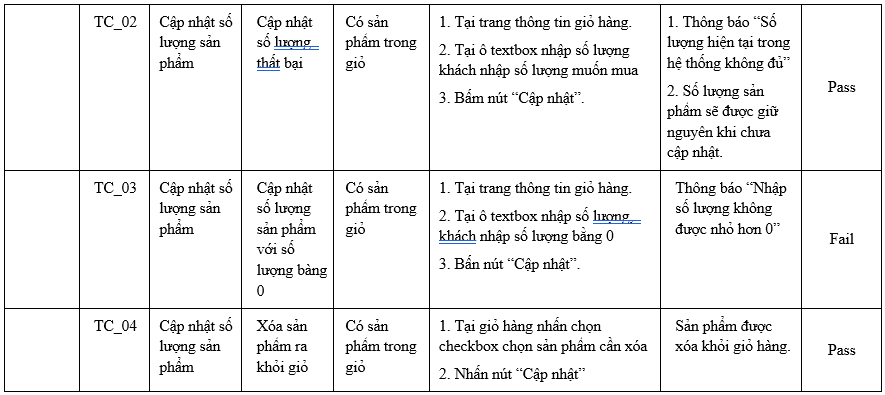 TC_02
Cập nhật số
lượng sản
phẩm
Cập nhật
số lượng
thất bại
Có sản
phẩm trong
giỏ
1. Tại trang thông tin giỏ hàng.
2. Tại ô textbox nhập số lượng
khách nhập số lượng muốn mua
3. Bấm nút “Cập nhật”.
1. Thông báo “Số
lượng hiện tại trong
hệ thống không đủ”
2. Số lượng sản
phẩm sẽ được giữ
nguyên khi chưa
cập nhật.
Pass
TC_03
Cập nhật số
lượng sản
phẩm
Cập nhật
số lượng
sản phẩm
với số
lượng bàng
0
Có sản
phẩm trong
giỏ
1. Tại trang thông tin giỏ hàng.
2. Tại ô textbox nhập số lượng
khách nhập số lượng bằng 0
3. Bấn nút “Cập nhật”.
Thông báo “Nhập
số lượng không
được nhỏ hơn 0”
Fail
TC_04
Cập nhật số
lượng sản
phẩm
Xóa sản
phẩm ra
khỏi giỏ
Có sản
phẩm trong
giỏ
1. Tại giỏ hàng nhấn chọn
checkbox chọn sản phẩm cần xóa
2. Nhấn nút “Cập nhật”
Sản phẩm được
xóa khỏi giỏ hàng.
Pass